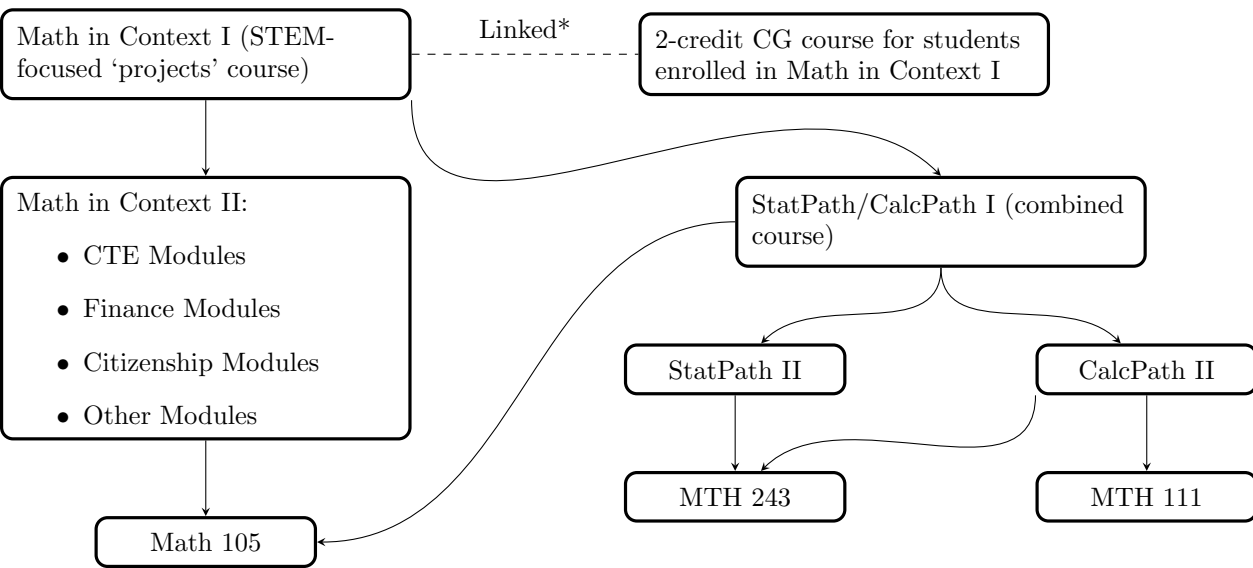 Math in Context I (STEM-
focused ‘projects’ course)
Linked*
2-credit CG course for students
enrolled in Math in Context I
Math in Context II:
• CTE Modules
• Finance Modules
• Citizenship Modules
• Other Modules
StatPath/CalcPath I (combined
course)
StatPath II
CalcPath II
MTH 243
MTH 111
Math 105